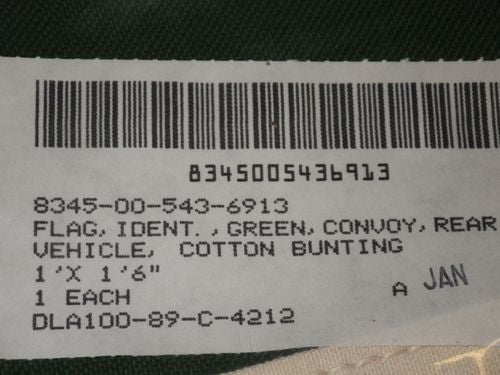 8345005436913
8345-00-543-6913
FLAG, IDENT., GREEN, CONVOY, REAR
VEHICLE, COTTON BUNTING
1'X 1'6"
1 EACH
A JAN
DLA100-89-C-4212